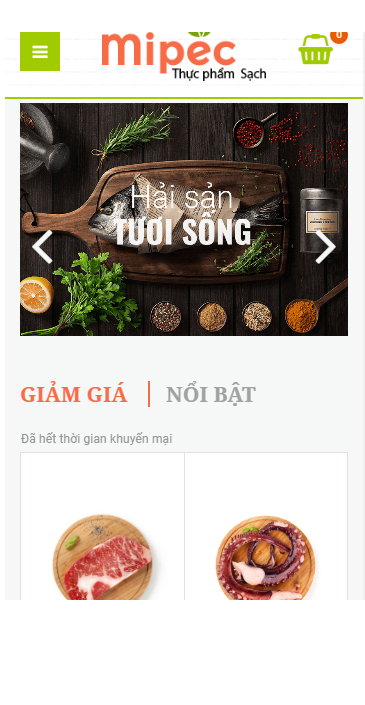 0
mipec
Thực phẩm Sạch
Hải sản
TƯƠI SỐNG
GIẢM GIÁ
NỔI BẬT
Đã hết thời gian khuyến mại